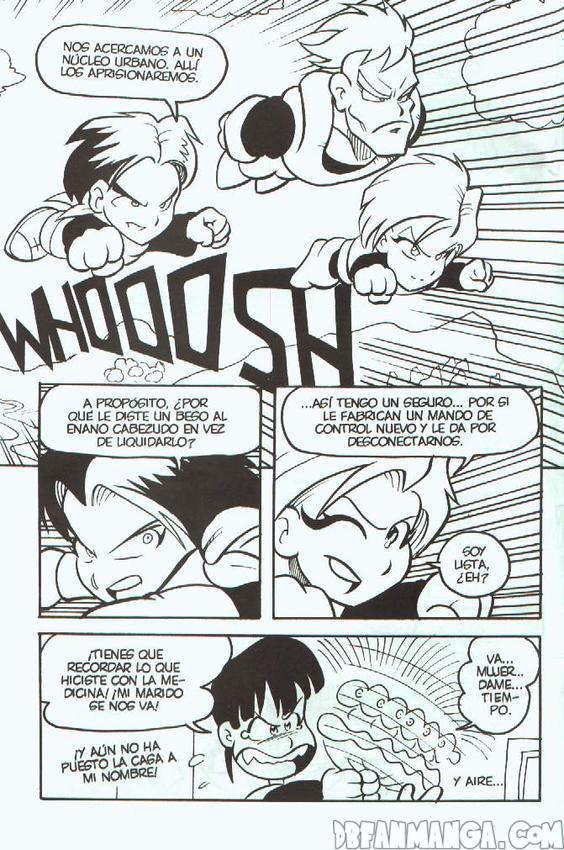 NOS ACERCAMOS A UN
NÚCLEO URBANO. ALLÍ
LOS APRISIONAREMOS.
WHOOOOSH
A PROPÓSITO, ¿POR
QUÉ LE DISTE UN BESO AL
ENANO CABEZUDO EN VEZ
DE LIQUIDARLO?
...ASÍ TENGO UN SEGURO... POR SI
LE FABRICAN UN MANDO DE
CONTROL NUEVO Y LE DA POR
DESCONECTARNOS.
SOY
LISTA,
¿EH?
¡TIENES QUE
RECORDAR LO QUE
HICISTE CON LA ME-
DICINA! ¡MI MARIDO
SE NOS VA!
¡Y AÚN NO HA
PUESTO LA CASA A
MI NOMBRE!
VA...
MUJER...
DAME...
TIEM-
PO.
Y AIRE...
DBFANMANGA.COM